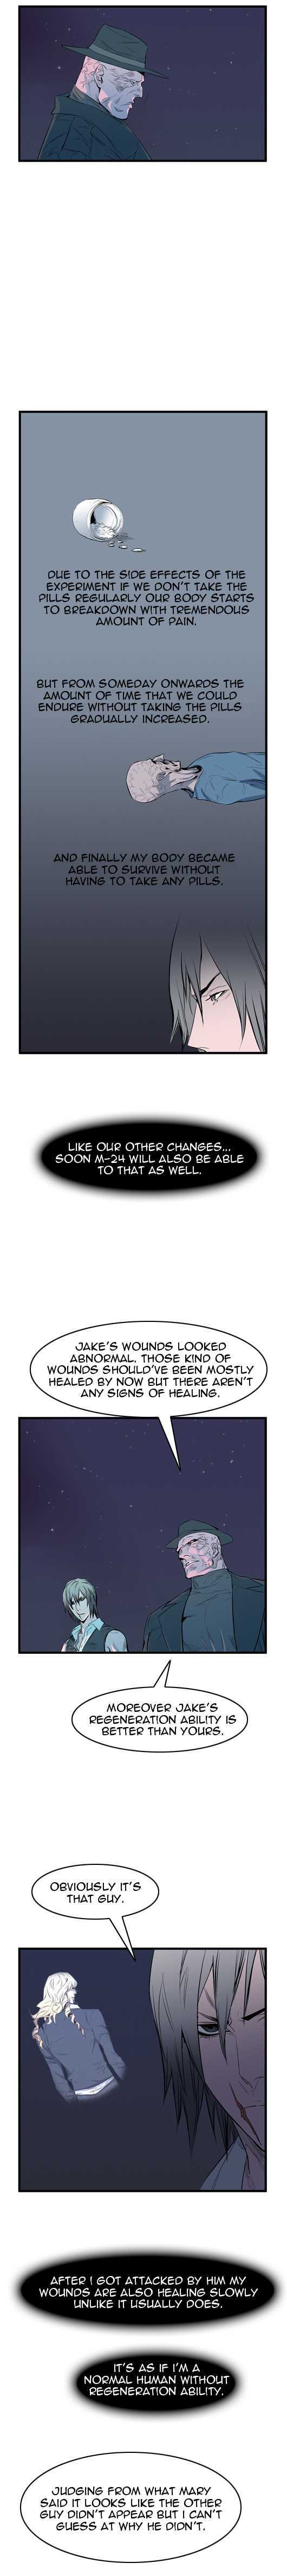 DUE TO THE SIDE EFFECTS OF THE
EXPERIMENT IF WE DON'T TAKE THE
PILLS REGULARLY OUR BODY STARTS
TO BREAKDOWN WITH TREMENDOUS
AMOUNT OF PAIN.
BUT FROM SOMEDAY ONWARDS THE
AMOUNT OF TIME THAT WE COULD
ENDURE WITHOUT TAKING THE PILLS
GRADUALLY INCREASED.
AND FINALLY MY BODY BECAME
ABLE TO SURVIVE WITHOUT
HAVING TO TAKE ANY PILLS.
LIKE OUR OTHER CHANGES...
SOON M-24 WILL ALSO BE ABLE
TO THAT AS WELL.
JAKE'S WOUNDS LOOKED
ABNORMAL. THOSE KIND OF
WOUNDS SHOULD'VE BEEN MOSTLY
HEALED BY NOW BUT THERE AREN'T
ANY SIGNS OF HEALING.
MOREOVER JAKE'S
REGENERATION ABILITY IS
BETTER THAN YOURS.
OBVIOUSLY IT'S
THAT GUY.
AFTER I GOT ATTACKED BY HIM MY
WOUNDS ARE ALSO HEALING SLOWLY
UNLIKE IT USUALLY DOES.
IT'S AS IF I'M A
NORMAL HUMAN WITHOUT
REGENERATION ABILITY.
JUDGING FROM WHAT MARY
SAID IT LOOKS LIKE THE OTHER
GUY DIDN'T APPEAR BUT I CAN'T
GUESS AT WHY HE DIDN'T.